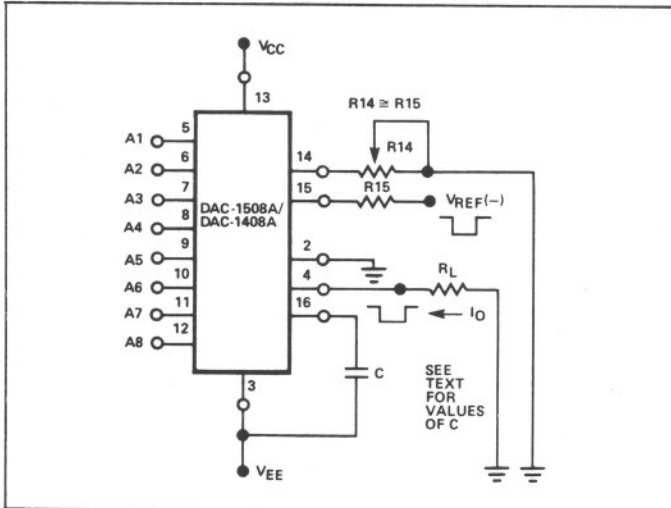 VCC
13
R14 ≅ R15
A1 5
R14
14
A2 6
15
R15
A3 7
VREF(−)
DAC-1508A/
DAC-1408A
A4 8
A5 9
2
RL
A6 10
4
A7 11
16
IO
A8 12
C
SEE
TEXT
FOR
VALUES
OF C
3
VEE